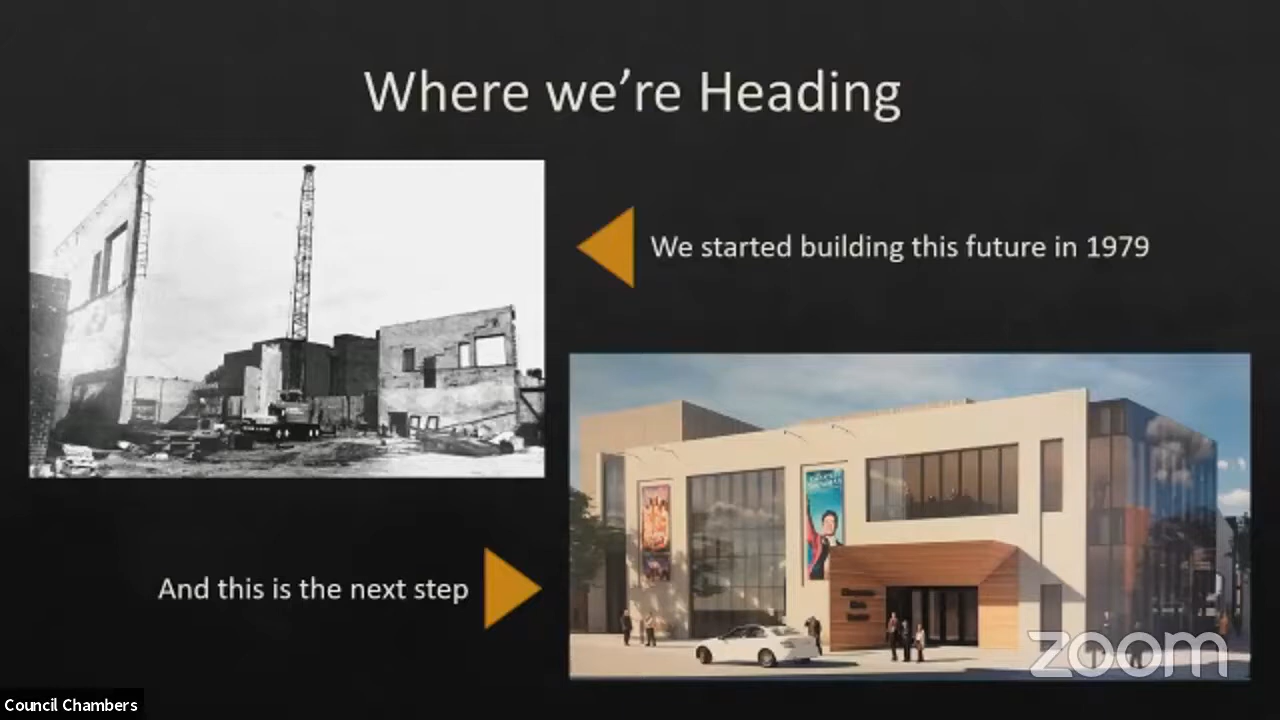 Where we're Heading
We started building this future in 1979
And this is the next step
zoom
Council Chambers